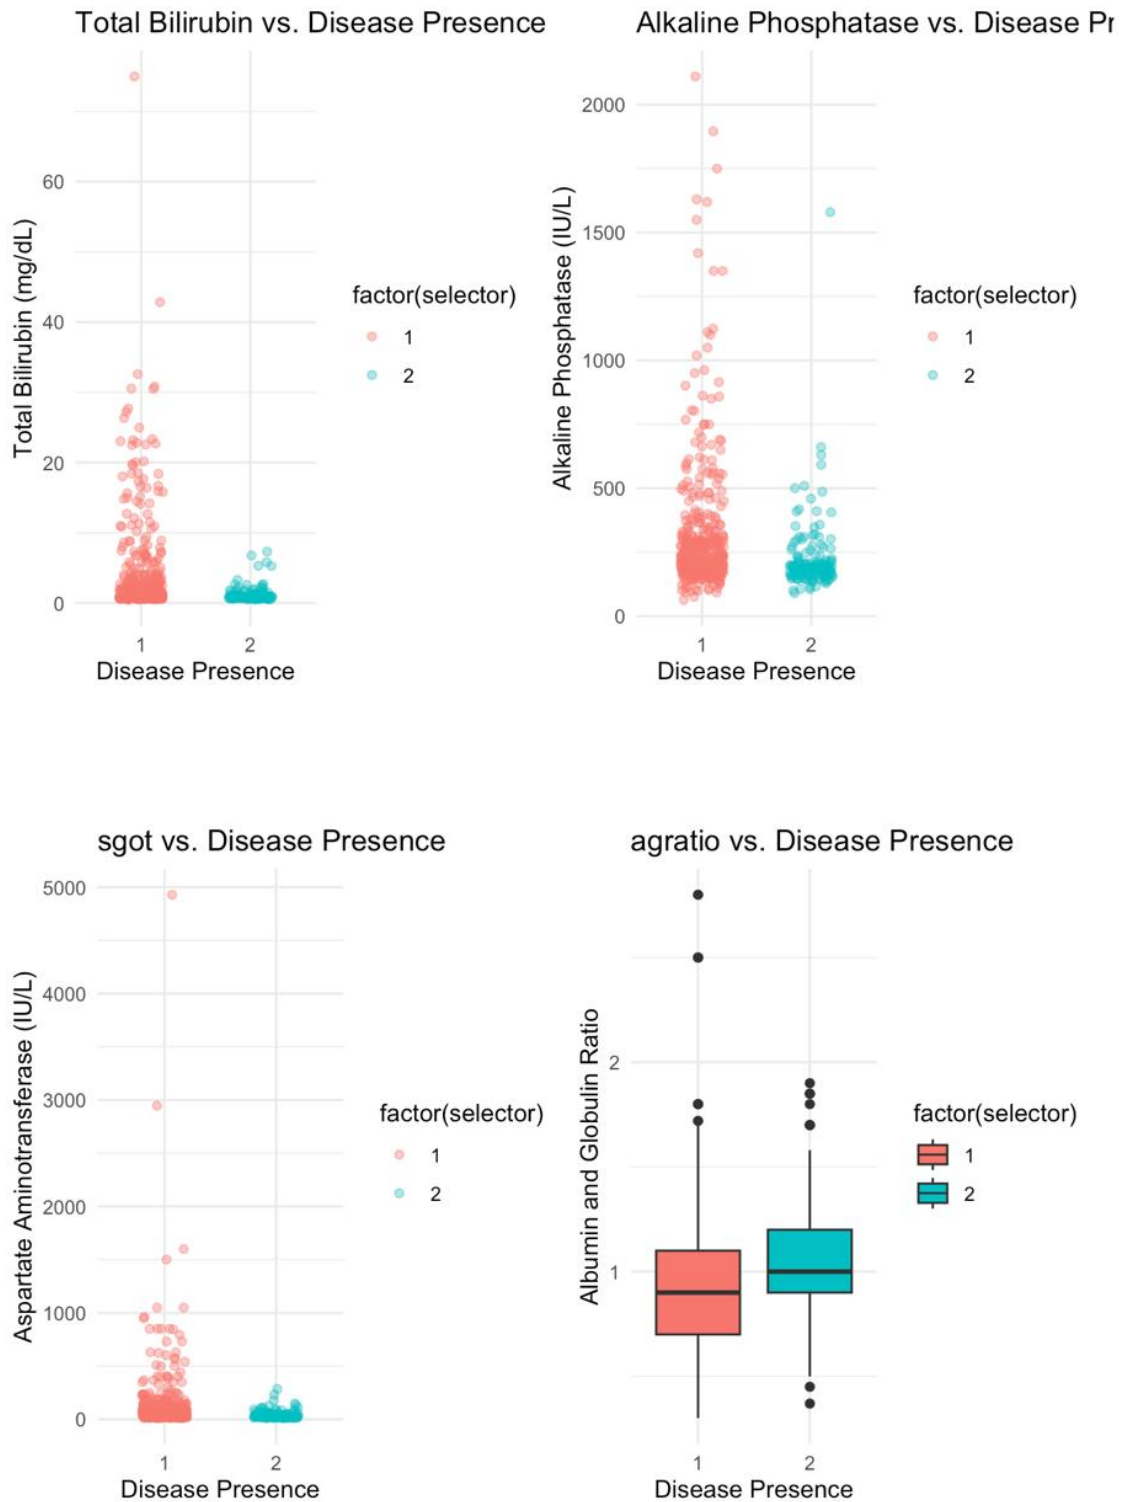 Total Bilirubin vs. Disease Presence
Total Bilirubin (mg/dL)
60
40
20
0
1 2
Disease Presence
factor(selector)
1
2
Alkaline Phosphatase vs. Disease Pr
Alkaline Phosphatase (IU/L)
2000
1500
1000
500
0
1 2
Disease Presence
factor(selector)
1
2
sgot vs. Disease Presence
Aspartate Aminotransferase (IU/L)
5000
4000
3000
2000
1000
0
1 2
Disease Presence
factor(selector)
1
2
agratio vs. Disease Presence
Albumin and Globulin Ratio
2
1
1 2
Disease Presence
factor(selector)
1
2